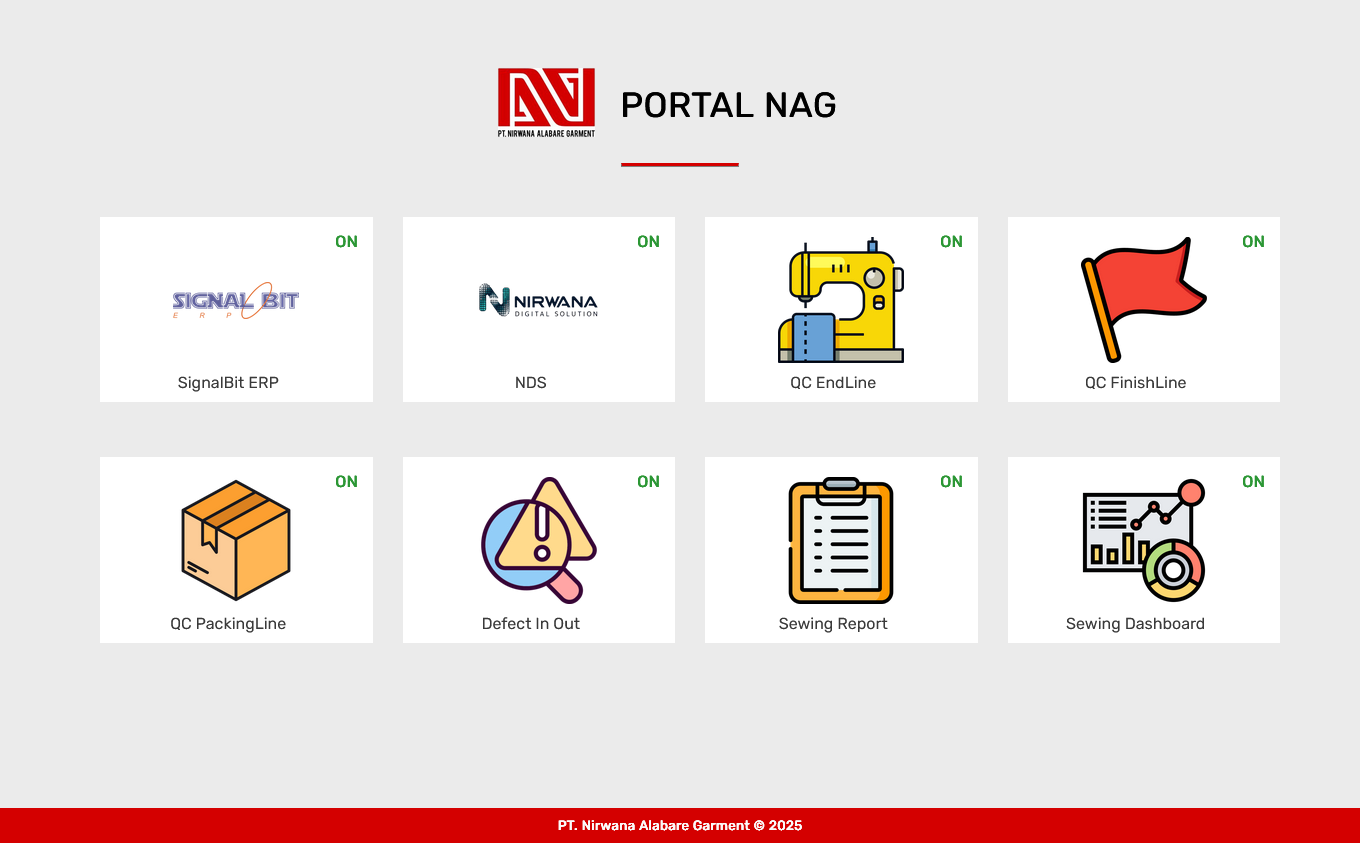 PT. NIRWANA ALABARE GARMENT
PORTAL NAG
ON
SIGNAL BIT
ERP
SignalBit ERP
ON
NIRWANA
DIGITAL SOLUTION
NDS
ON
QC EndLine
ON
QC FinishLine
ON
QC PackingLine
ON
Defect In Out
ON
Sewing Report
ON
Sewing Dashboard
PT. Nirwana Alabare Garment © 2025